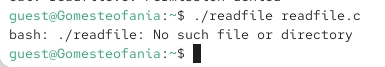 guest@Gomesteofania:~$ ./readfile readfile.c
bash: ./readfile: No such file or directory
guest@Gomesteofania:~$